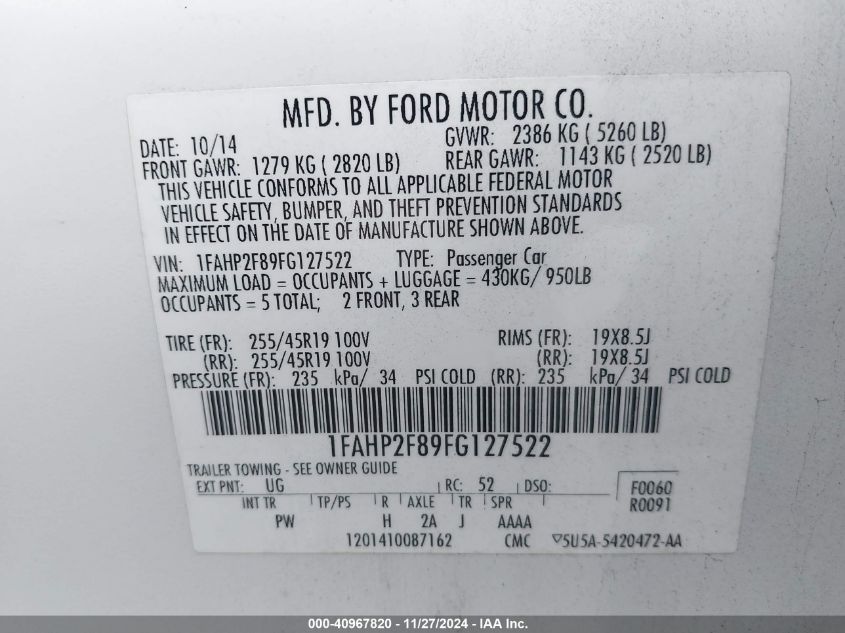 MFD. BY FORD MOTOR CO.
DATE: 10/14 GVWR: 2386 KG ( 5260 LB)
FRONT GAWR: 1279 KG ( 2820 LB) REAR GAWR: 1143 KG ( 2520 LB)
THIS VEHICLE CONFORMS TO ALL APPLICABLE FEDERAL MOTOR
VEHICLE SAFETY, BUMPER, AND THEFT PREVENTION STANDARDS
IN EFFECT ON THE DATE OF MANUFACTURE SHOWN ABOVE.
VIN: 1FAHP2F89FG127522 TYPE: Passenger Car
MAXIMUM LOAD = OCCUPANTS + LUGGAGE = 430KG/ 950LB
OCCUPANTS = 5 TOTAL; 2 FRONT, 3 REAR
TIRE (FR): 255/45R19 100V RIMS (FR): 19X8.5J
(RR): 255/45R19 100V (RR): 19X8.5J
PRESSURE (FR): 235 kPa/ 34 PSI COLD (RR): 235 kPa/ 34 PSI COLD
1FAHP2F89FG127522
TRAILER TOWING - SEE OWNER GUIDE
EXT PNT: UG RC: 52 DSO: F0060
INT TR TP/PS R AXLE TR SPR R0091
PW H 2A J AAAA
1201410087162 CMC ▽5U5A-5420472-AA
000-40967820 - 11/27/2024 - IAA Inc.